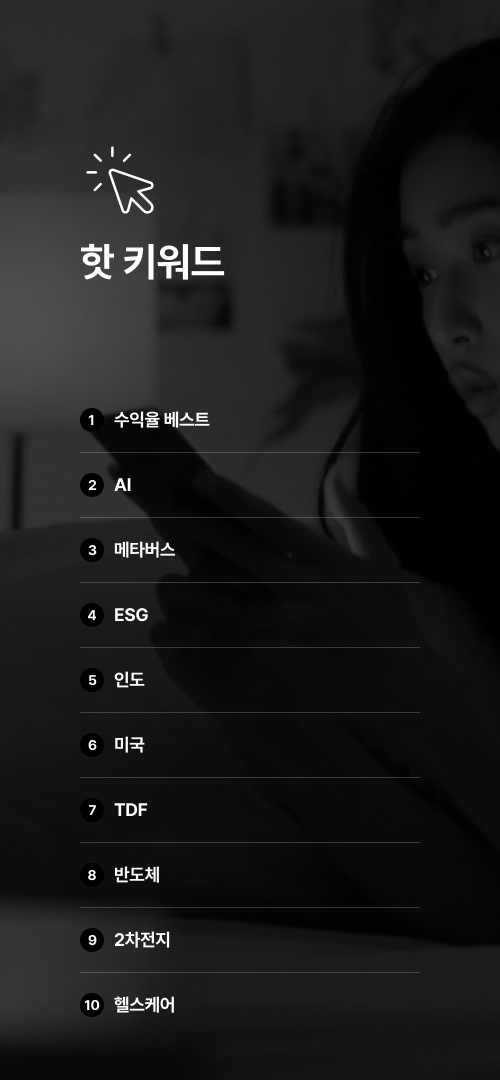 핫 키워드
1 수익율 베스트
2 AI
3 메타버스
4 ESG
5 인도
6 미국
7 TDF
8 반도체
9 2차전지
10 헬스케어